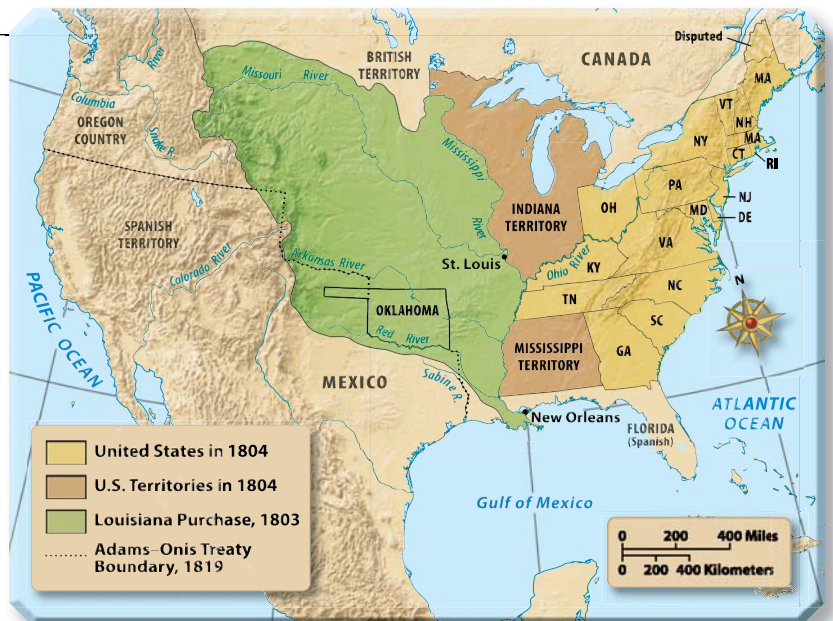 Disputed
BRITISH
TERRITORY
CANADA
MA
Missouri River
River
Columbia
VT
NH
OREGON
COUNTRY
Snake R.
Mississippi
River
NY
MA
CT
RI
PA
NJ
MD
DE
OH
INDIANA
TERRITORY
SPANISH
TERRITORY
VA
Colorado River
Arkansas River
St. Louis
Ohio River
KY
N
NC
TN
OKLAHOMA
SC
PACIFIC OCEAN
Red River
MISSISSIPPI
TERRITORY
GA
MEXICO
Sabine R.
ATLANTIC
OCEAN
New Orleans
FLORIDA
(Spanish)
United States in 1804
U.S. Territories in 1804
Louisiana Purchase, 1803
Adams–Onis Treaty
Boundary, 1819
Gulf of Mexico
0 200 400 Miles
0 200 400 Kilometers